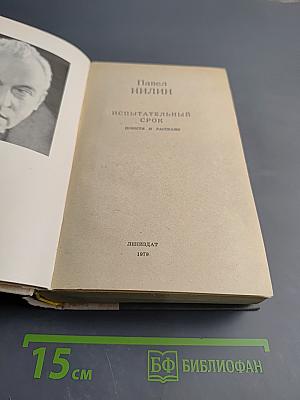 Павел
НИЛИН
ИСПЫТАТЕЛЬНЫЙ
СРОК
ПОВЕСТИ И РАССКАЗЫ
ЛЕНИЗДАТ
1979
15 см
БФ БИБЛИОФАН